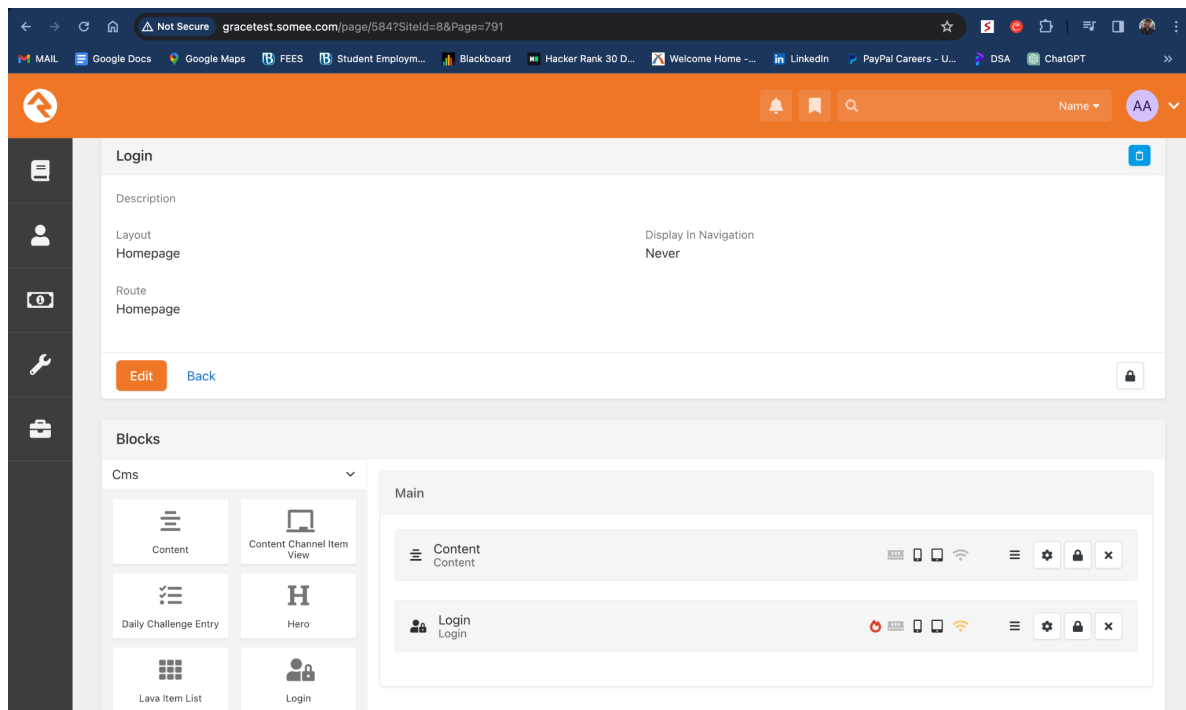 Not Secure gracetest.somee.com/page/584?SiteId=8&Page=791
MAIL Google Docs Google Maps FEES Student Employm... Blackboard Hacker Rank 30 D... Welcome Home -... LinkedIn PayPal Careers - U... DSA ChatGPT »
Name AA
Login
Description
Layout
Homepage
Display In Navigation
Never
Route
Homepage
Edit Back
Blocks
Cms
Content
Content Channel Item
View
Daily Challenge Entry
Hero
Lava Item List
Login
Main
Content
Content
Login
Login